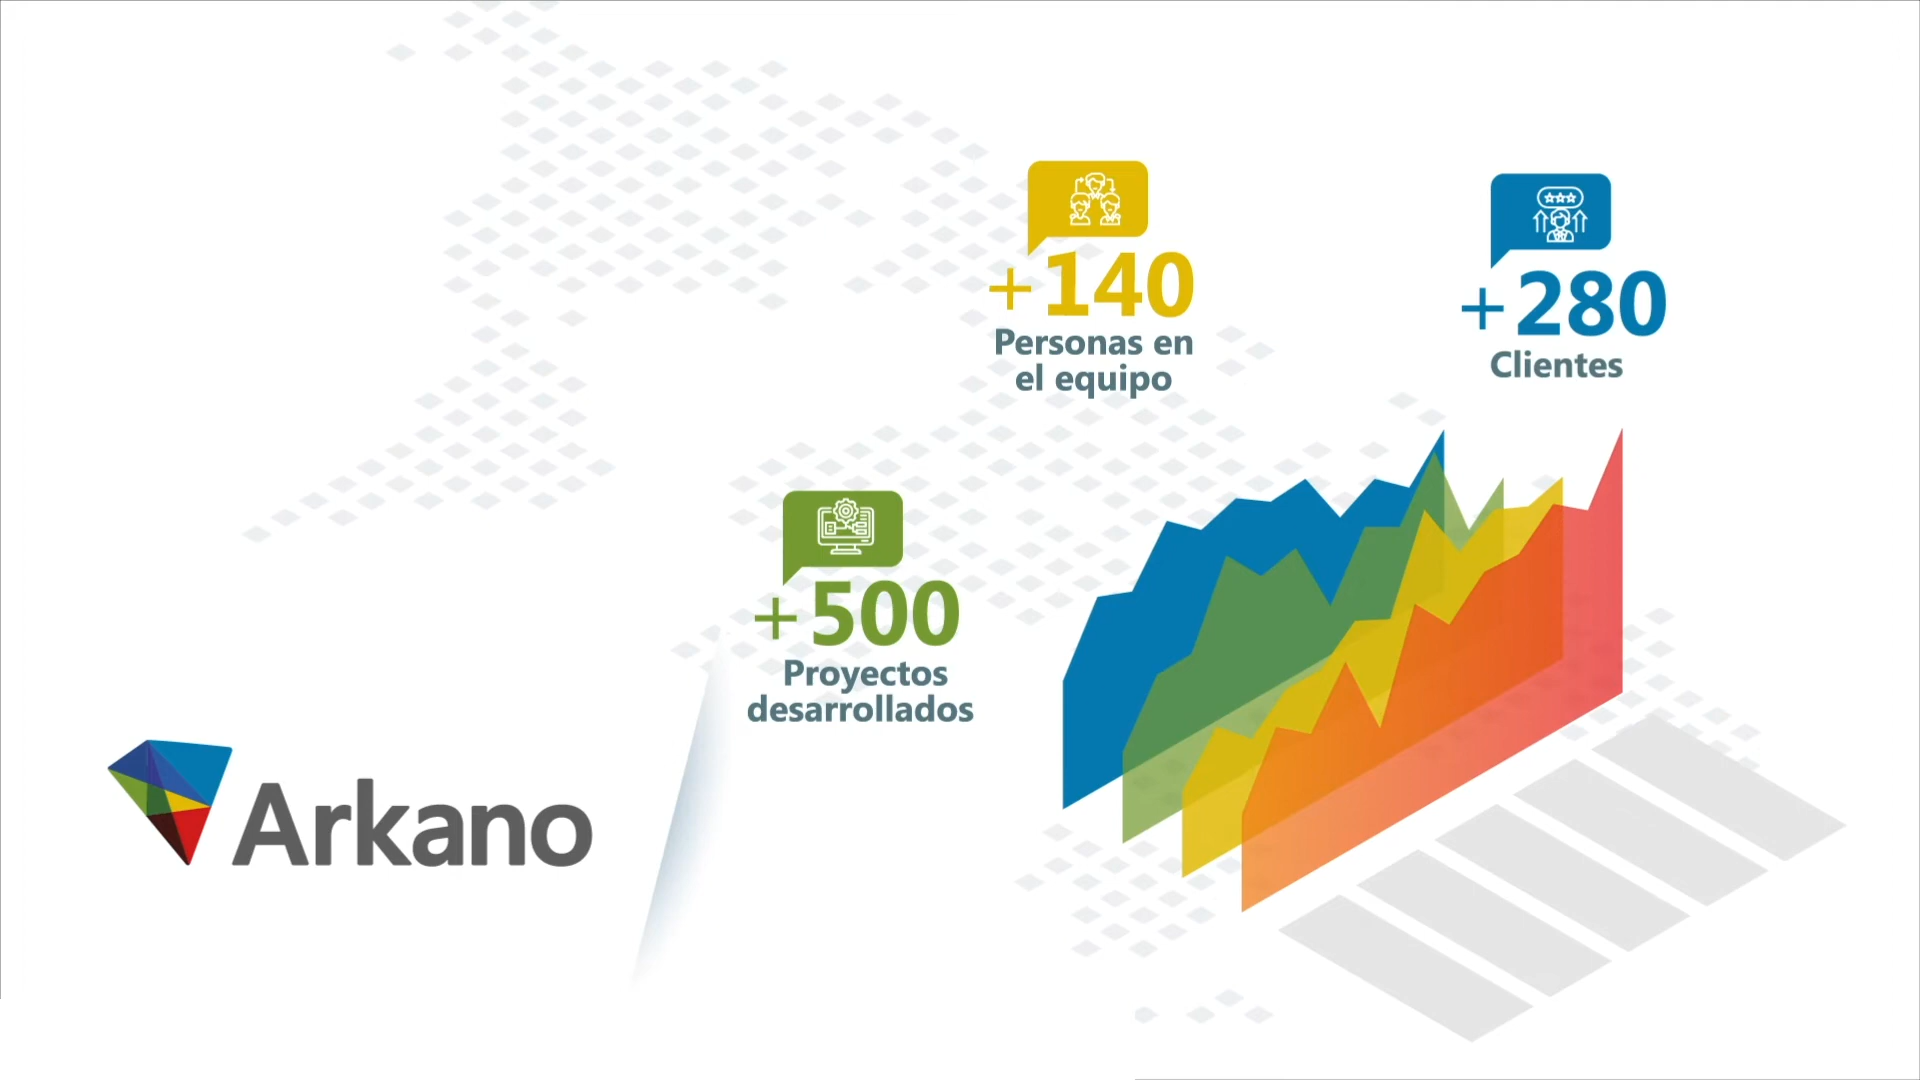 +140
Personas en
el equipo
+280
Clientes
+500
Proyectos
desarrollados
Arkano